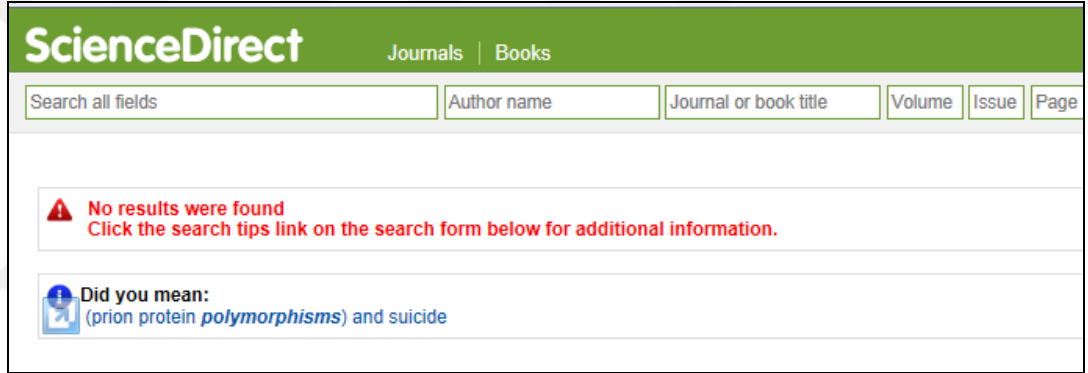 ScienceDirect Journals | Books
Search all fields Author name Journal or book title Volume Issue Page
No results were found
Click the search tips link on the search form below for additional information.
Did you mean:
(prion protein polymorphisms) and suicide